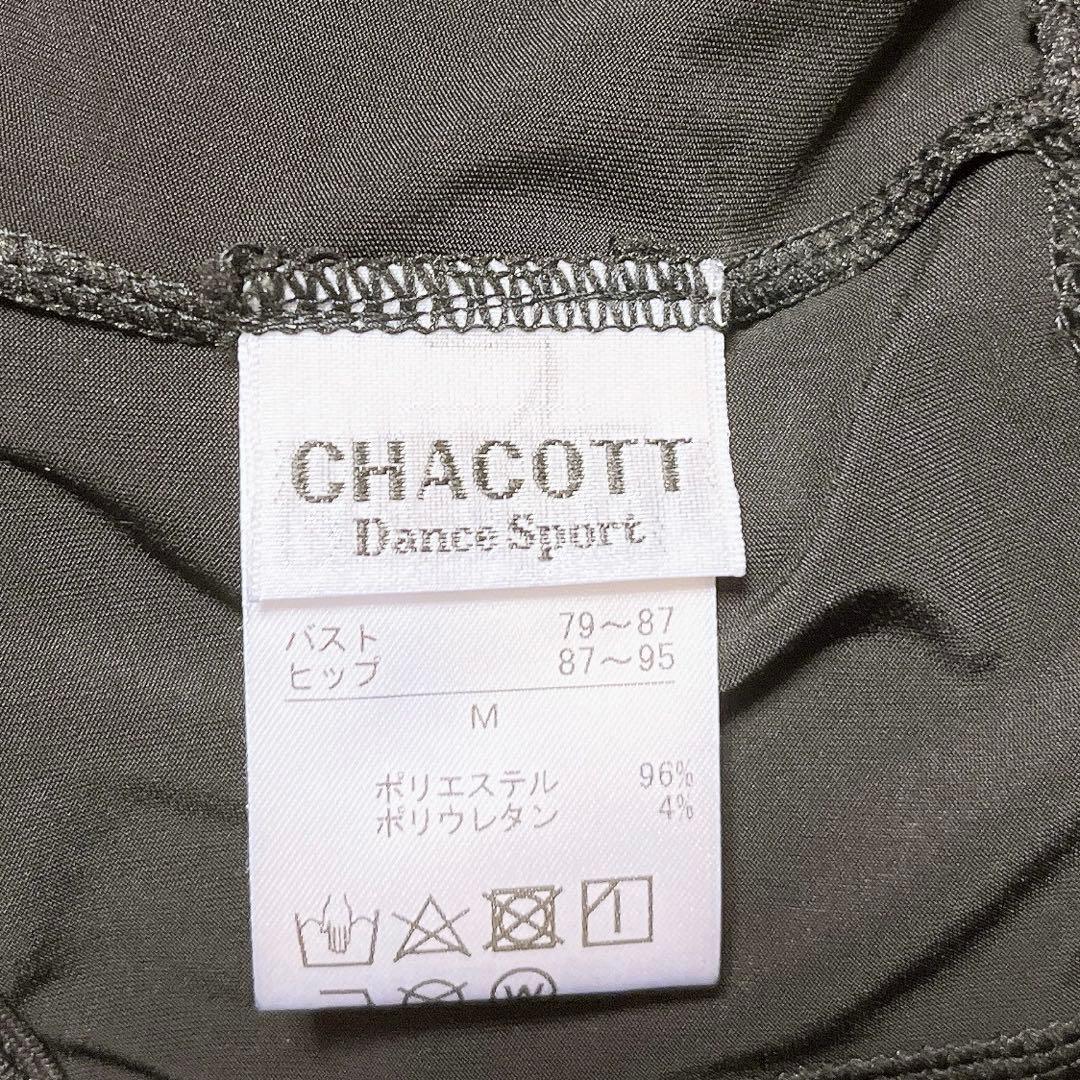 CHACOTT
Dance Sport
バスト 79～87
ヒップ 87～95
M
ポリエステル 96%
ポリウレタン 4%
W